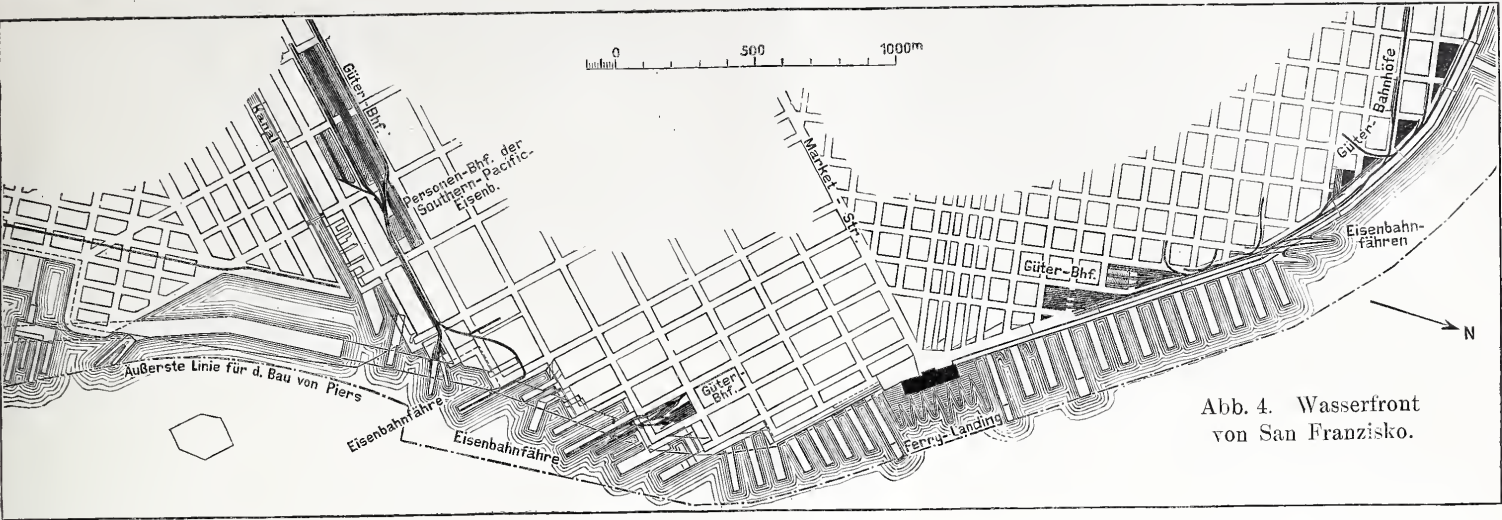 0 500 1000m
Güter-Bhf.
Kanal
Personen-Bhf. der
Southern-Pacific-
Eisenb.
Market-Str.
Güter-Bahnhöfe
Eisenbahn-
fähren
Güter-Bhf.
N
Äußerste Linie für d. Bau von Piers
Eisenbahnfähre
Eisenbahnfähre
Güter-
Bhf.
Ferry-Landing
Abb. 4. Wasserfront
von San Franzisko.